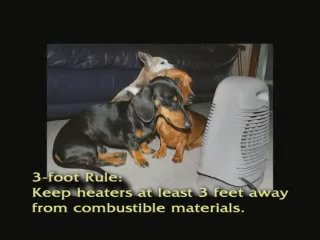 3-foot Rule:
Keep heaters at least 3 feet away
from combustible materials.